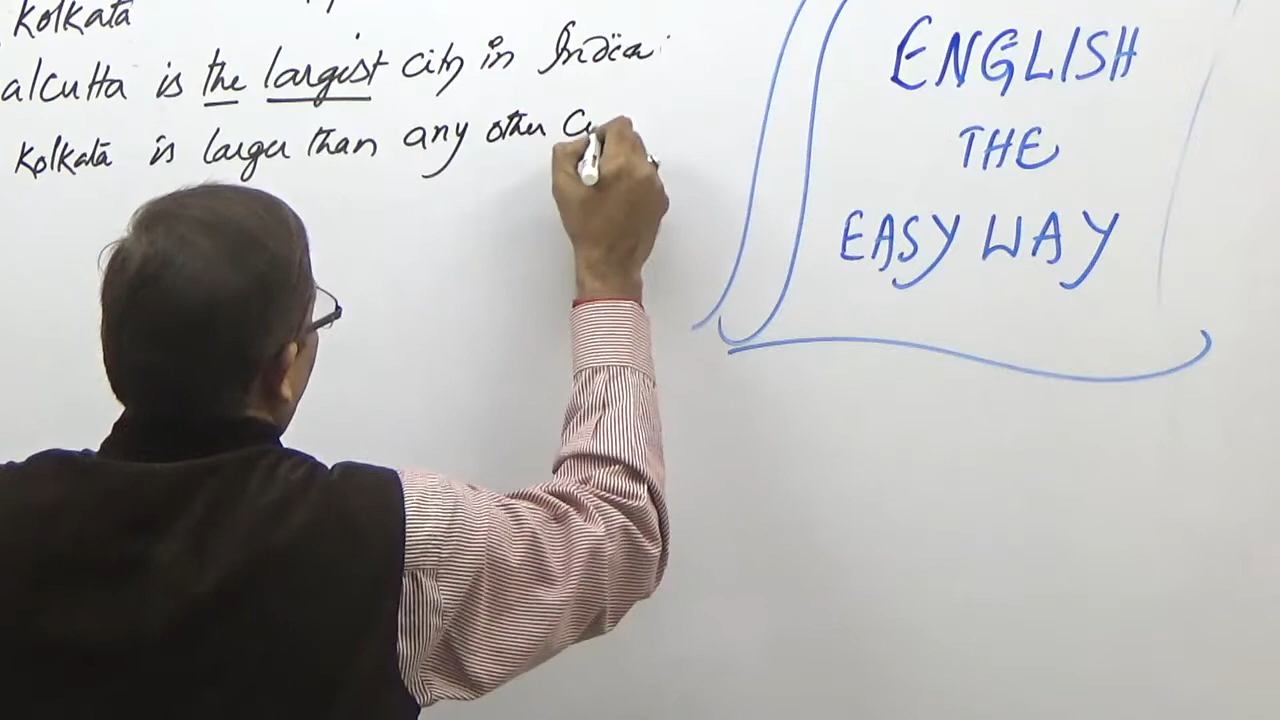 Kolkata
alcutta is the largest city in India.
Kolkata is larger than any other
ENGLISH
THE
EASY WAY